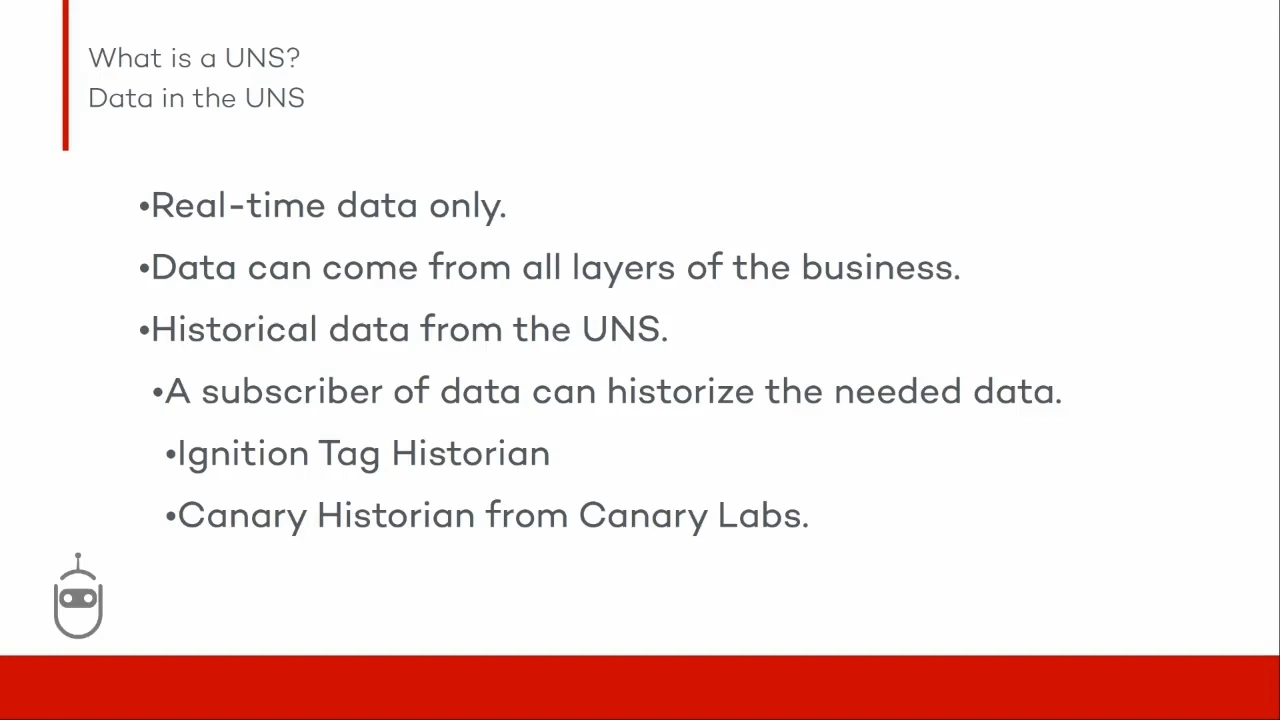 What is a UNS?
Data in the UNS
•Real-time data only.
•Data can come from all layers of the business.
•Historical data from the UNS.
•A subscriber of data can historize the needed data.
•Ignition Tag Historian
•Canary Historian from Canary Labs.